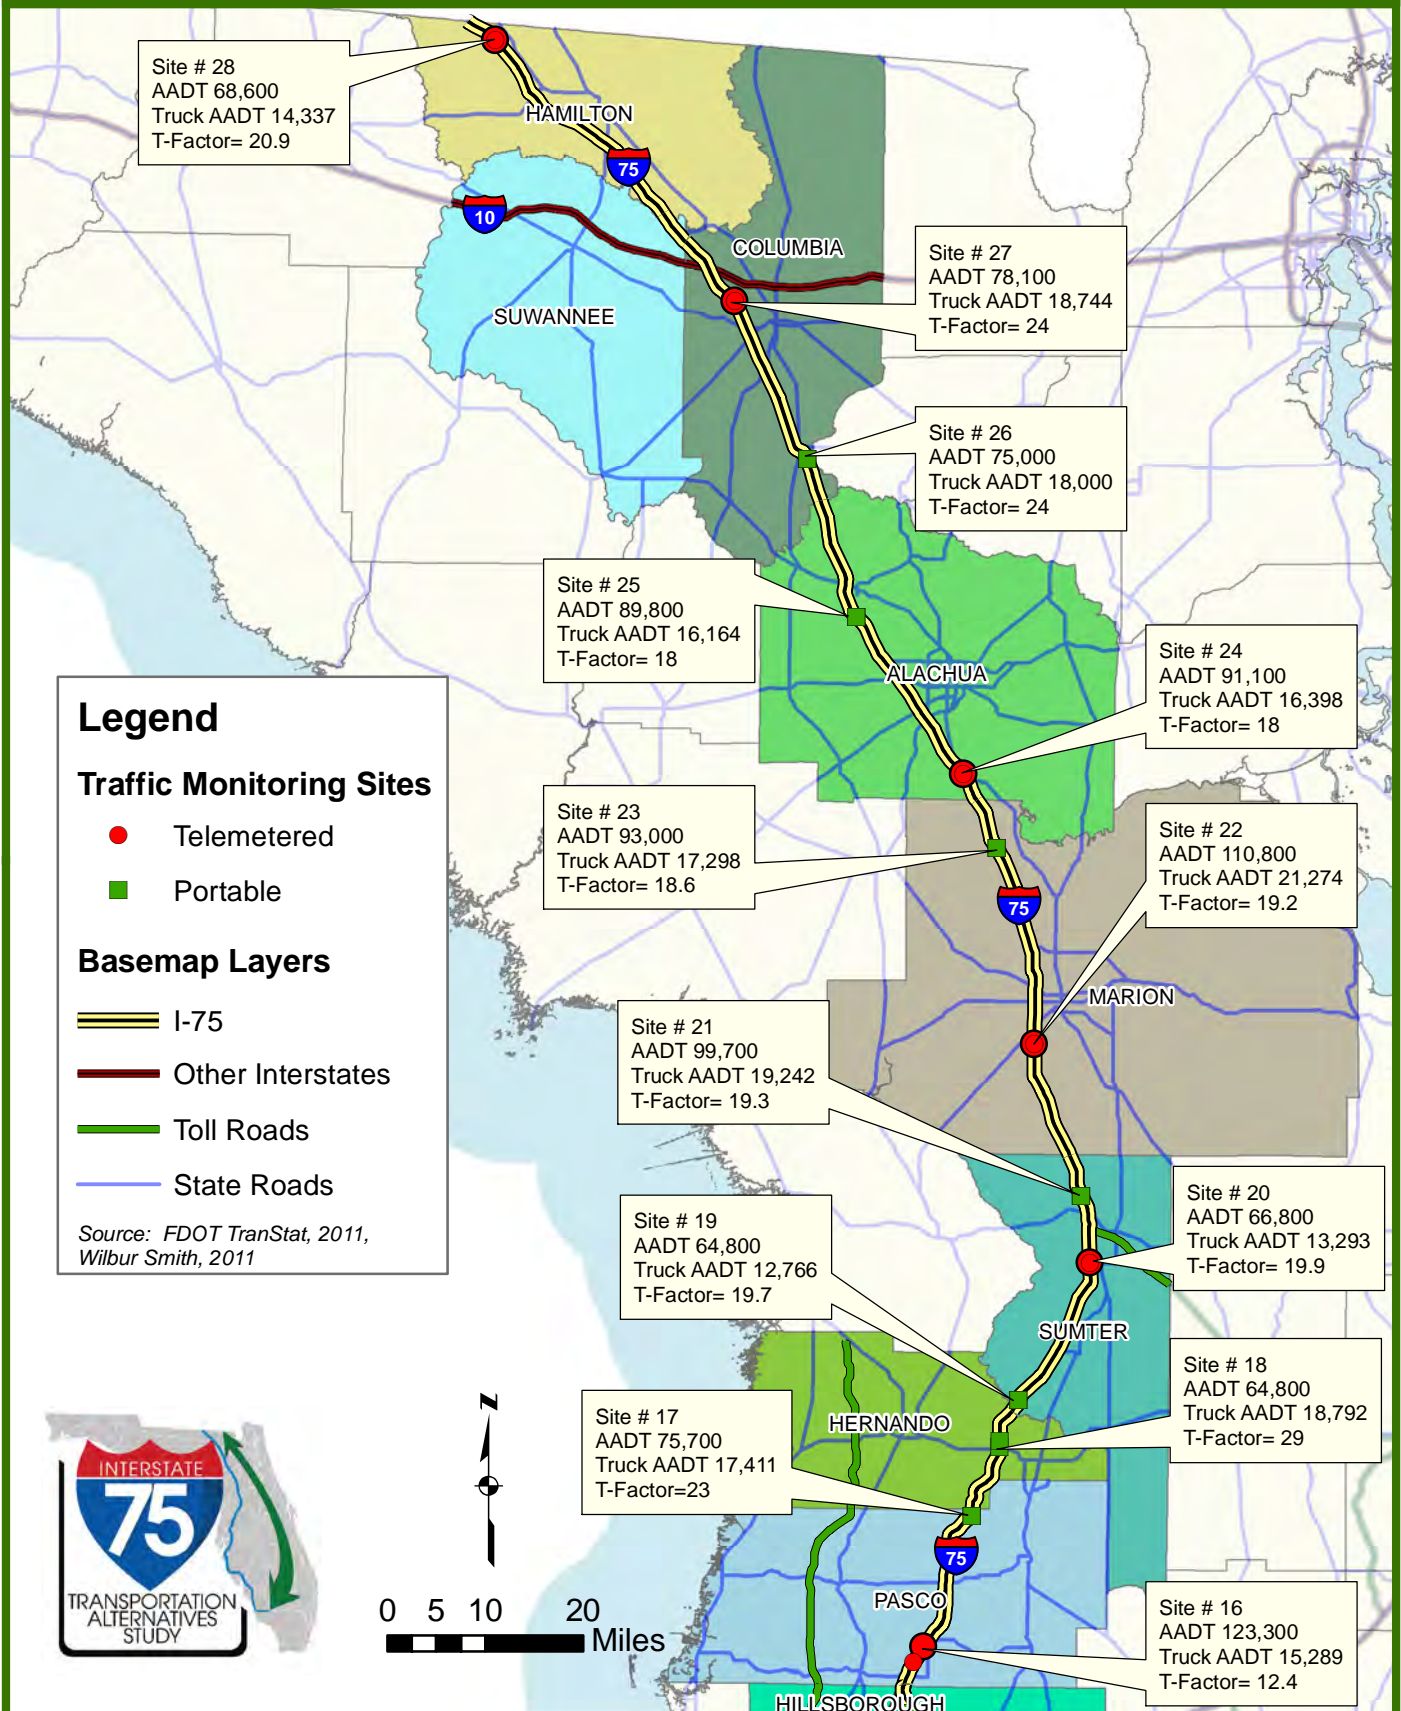 Site # 28
AADT 68,600
Truck AADT 14,337
T-Factor= 20.9
HAMILTON
75
10
COLUMBIA
SUWANNEE
Site # 27
AADT 78,100
Truck AADT 18,744
T-Factor= 24
Site # 26
AADT 75,000
Truck AADT 18,000
T-Factor= 24
Site # 25
AADT 89,800
Truck AADT 16,164
T-Factor= 18
ALACHUA
Site # 24
AADT 91,100
Truck AADT 16,398
T-Factor= 18
Site # 23
AADT 93,000
Truck AADT 17,298
T-Factor= 18.6
Site # 22
AADT 110,800
Truck AADT 21,274
T-Factor= 19.2
75
MARION
Legend
Traffic Monitoring Sites
Telemetered
Portable
Basemap Layers
I-75
Other Interstates
Toll Roads
State Roads
Source: FDOT TranStat, 2011,
Wilbur Smith, 2011
Site # 21
AADT 99,700
Truck AADT 19,242
T-Factor= 19.3
Site # 20
AADT 66,800
Truck AADT 13,293
T-Factor= 19.9
Site # 19
AADT 64,800
Truck AADT 12,766
T-Factor= 19.7
SUMTER
Site # 18
AADT 64,800
Truck AADT 18,792
T-Factor= 29
HERNANDO
Site # 17
AADT 75,700
Truck AADT 17,411
T-Factor=23
75
PASCO
Site # 16
AADT 123,300
Truck AADT 15,289
T-Factor= 12.4
HILLSBOROUGH
INTERSTATE
75
TRANSPORTATION
ALTERNATIVES
STUDY
N
0 5 10 20
Miles